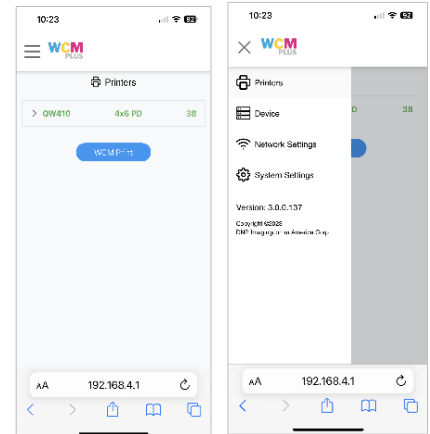 10:23
82
WCM
PLUS
Printers
QW410 4x6 PD 38
WCM Print
AA 192.168.4.1
10:23
82
WCM
PLUS
Printers
Device
D 38
Network Settings
System Settings
Version: 3.0.0.137
Copyright ©2023
DNP Imagingcomm America Corp.
AA 192.168.4.1